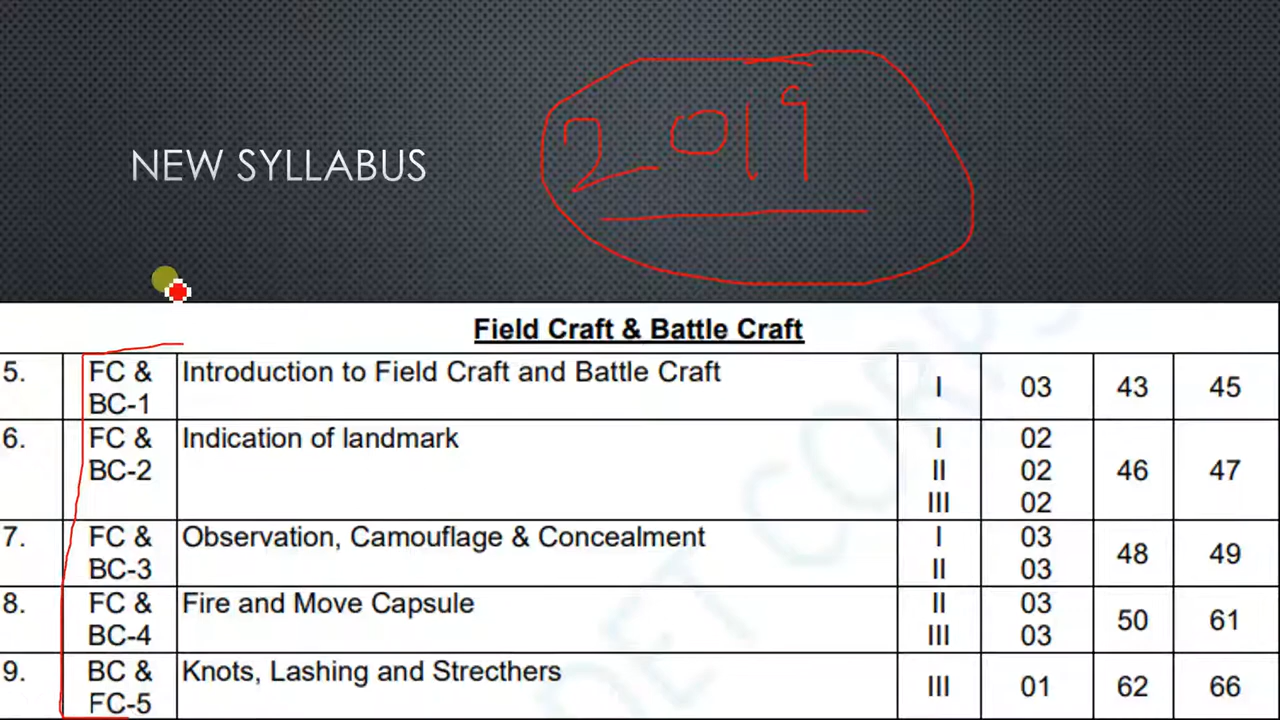 NEW SYLLABUS
2019
Field Craft & Battle Craft
5. FC & BC-1 Introduction to Field Craft and Battle Craft I 03 43 45
6. FC & BC-2 Indication of landmark I 02 II 02 III 02 46 47
7. FC & BC-3 Observation, Camouflage & Concealment I 03 II 03 48 49
8. FC & BC-4 Fire and Move Capsule II 03 III 03 50 61
9. BC & FC-5 Knots, Lashing and Strecthers III 01 62 66
DET CORPS